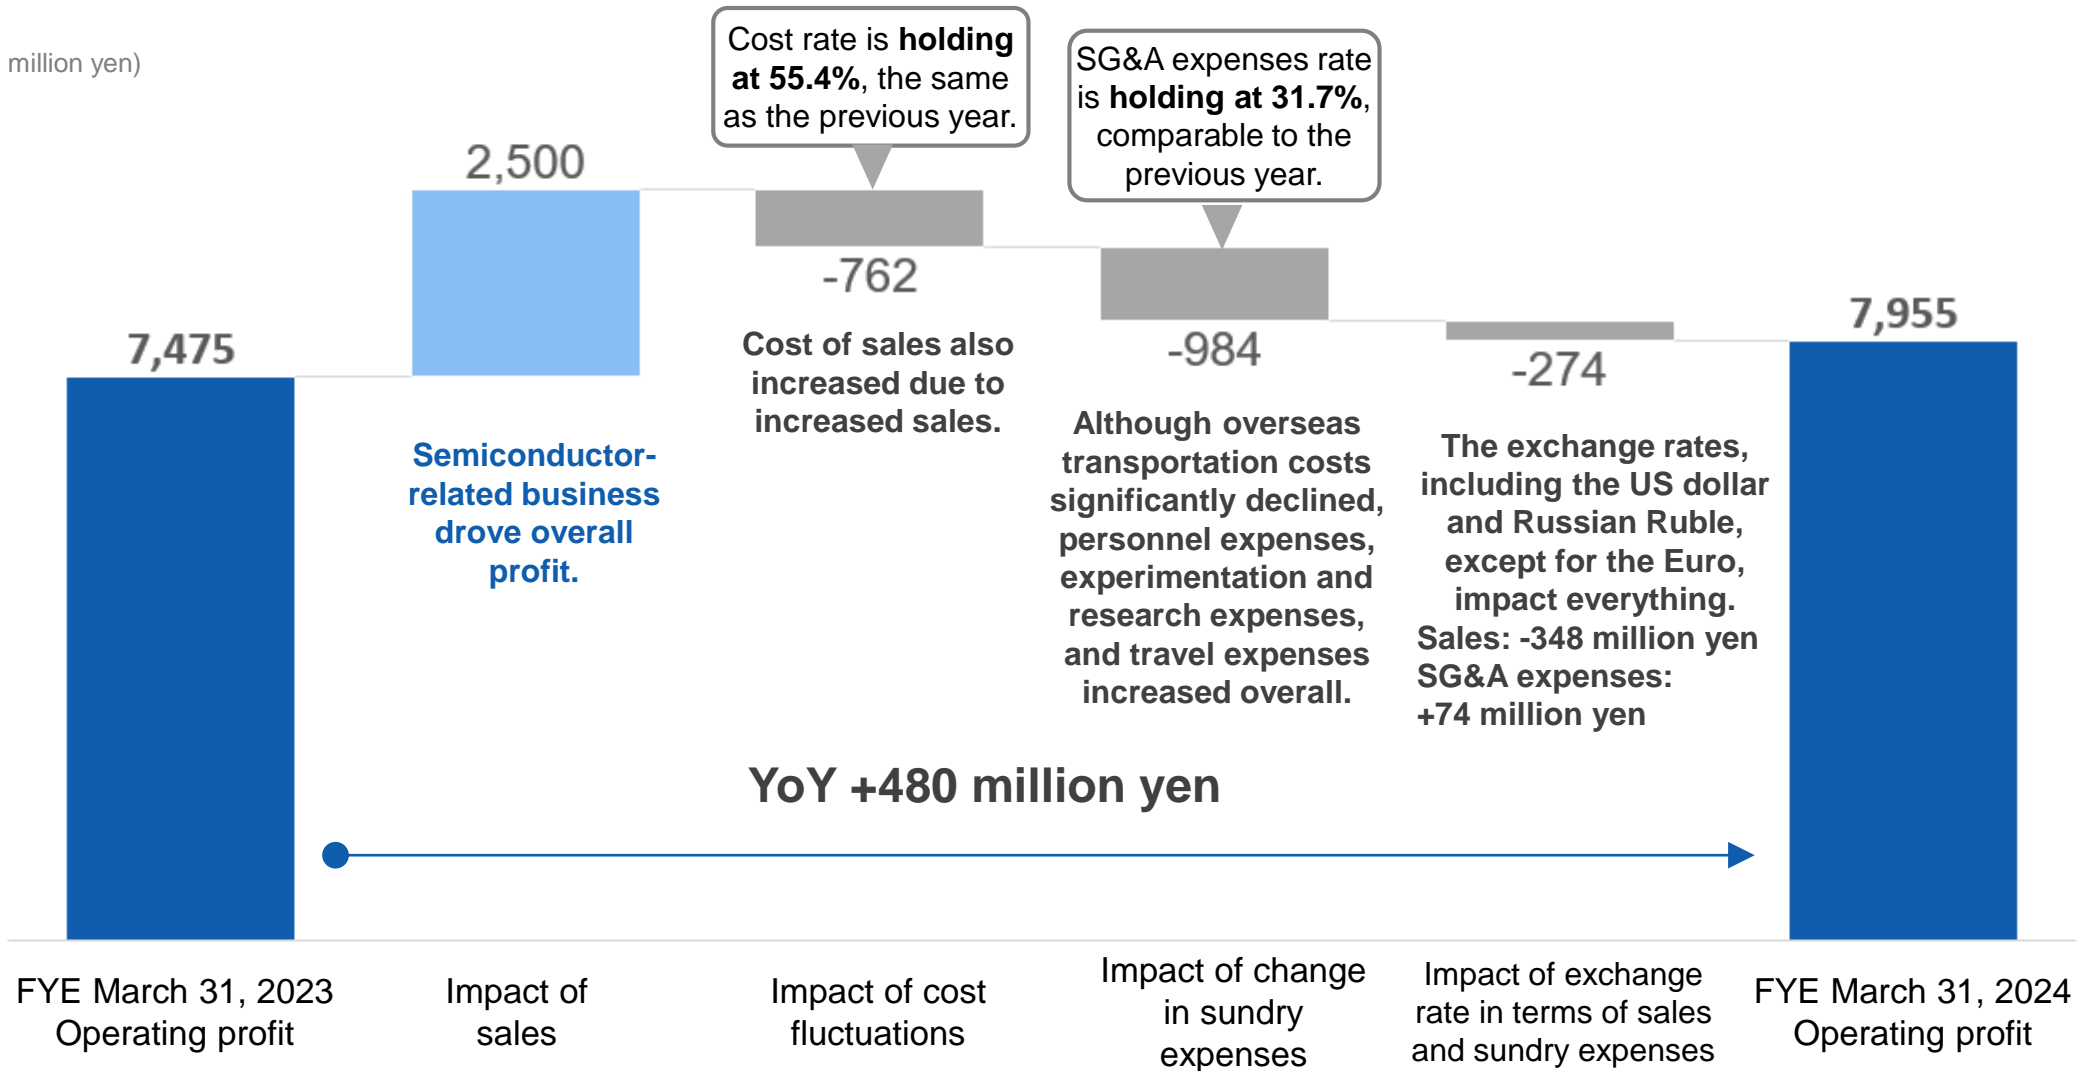 million yen)
Cost rate is holding
at 55.4%, the same
as the previous year.
SG&A expenses rate
is holding at 31.7%,
comparable to the
previous year.
7,475
2,500
-762
-984
-274
7,955
Semiconductor-
related business
drove overall
profit.
Cost of sales also
increased due to
increased sales.
Although overseas
transportation costs
significantly declined,
personnel expenses,
experimentation and
research expenses,
and travel expenses
increased overall.
The exchange rates,
including the US dollar
and Russian Ruble,
except for the Euro,
impact everything.
Sales: -348 million yen
SG&A expenses:
+74 million yen
YoY +480 million yen
FYE March 31, 2023
Operating profit
Impact of
sales
Impact of cost
fluctuations
Impact of change
in sundry
expenses
Impact of exchange
rate in terms of sales
and sundry expenses
FYE March 31, 2024
Operating profit